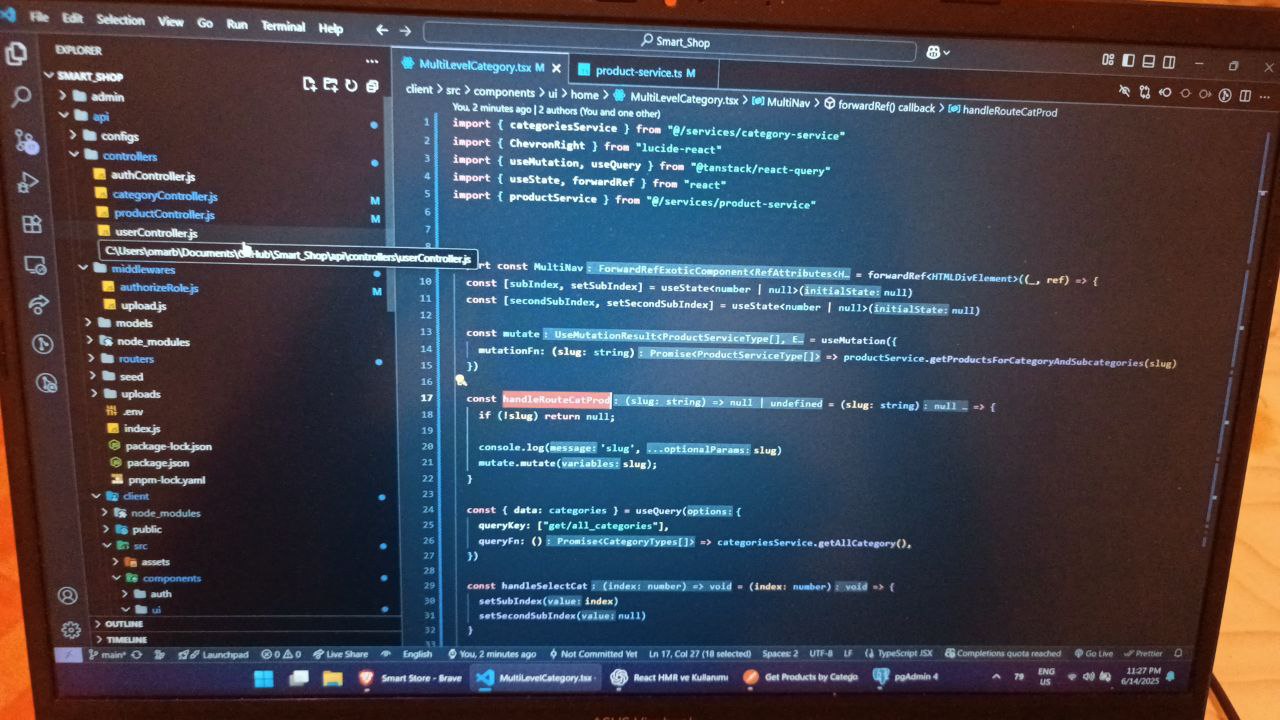 File Edit Selection View Go Run Terminal Help
Smart_Shop
EXPLORER
SMART_SHOP
admin
api
configs
controllers
authController.js
categoryController.js M
productController.js M
userController.js
C:\Users\omarb\Documents\GitHub\Smart_Shop\api\controllers\userController.js
middlewares
authorizeRole.js M
upload.js
models
node_modules
routers
seed
uploads
.env
index.js
package-lock.json
package.json
pnpm-lock.yaml
client
node_modules
public
src
assets
components
auth
ui
OUTLINE
TIMELINE
MultiLevelCategory.tsx M
product-service.ts M
client > src > components > ui > home > MultiLevelCategory.tsx > MultiNav > forwardRef() callback > handleRouteCatProd
You, 2 minutes ago | 2 authors (You and one other)
1 import { categoriesService } from "@/services/category-service"
2 import { ChevronRight } from "lucide-react"
3 import { useMutation, useQuery } from "@tanstack/react-query"
4 import { useState, forwardRef } from "react"
5 import { productService } from "@/services/product-service"
6
7
8
rt const MultiNav : ForwardRefExoticComponent<RefAttributes<H… = forwardRef<HTMLDivElement>((_, ref) => {
10 const [subIndex, setSubIndex] = useState<number | null>(initialState: null)
11 const [secondSubIndex, setSecondSubIndex] = useState<number | null>(initialState: null)
12
13 const mutate : UseMutationResult<ProductServiceType[], E… = useMutation({
14 mutationFn: (slug: string) : Promise<ProductServiceType[]> => productService.getProductsForCategoryAndSubcategories(slug)
15 })
16
17 const handleRouteCatProd : (slug: string) => null | undefined = (slug: string) : null … => {
18 if (!slug) return null;
19
20 console.log(message: 'slug', ...optionalParams: slug)
21 mutate.mutate(variables: slug);
22 }
23
24 const { data: categories } = useQuery(options: {
25 queryKey: ["get/all_categories"],
26 queryFn: () : Promise<CategoryTypes[]> => categoriesService.getAllCategory(),
27 })
28
29 const handleSelectCat : (index: number) => void = (index: number) : void => {
30 setSubIndex(value: index)
31 setSecondSubIndex(value: null)
32 }
33
main* Launchpad 0 0 Live Share English You, 2 minutes ago Not Committed Yet Ln 17, Col 27 (18 selected) Spaces: 2 UTF-8 LF { } TypeScript JSX Completions quota reached Go Live Prettier
Smart Store - Brave MultiLevelCategory.tsx React HMR ve Kullanımı Get Products by Catego pgAdmin 4 79 ENG US 11:27 PM 6/14/2025